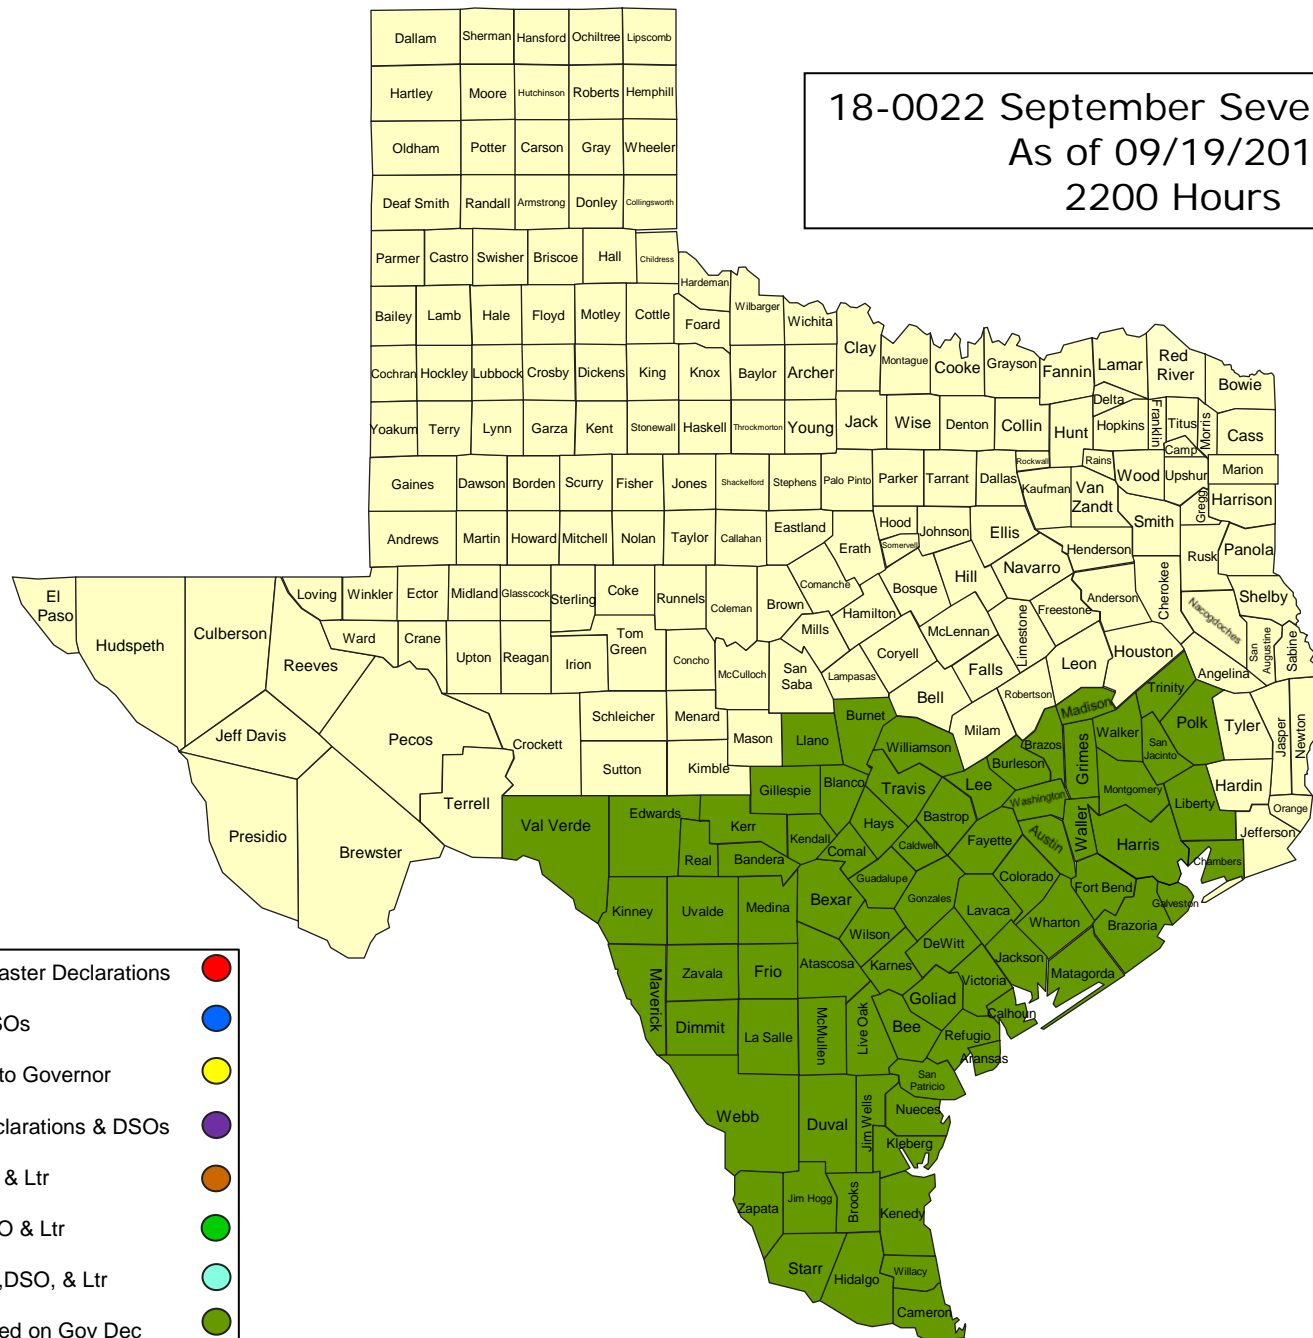 Dallam Sherman Hansford Ochiltree Lipscomb
Hartley Moore Hutchinson Roberts Hemphill
18-0022 September Seve
As of 09/19/201
2200 Hours
Oldham Potter Carson Gray Wheeler
Deaf Smith Randall Armstrong Donley Collingsworth
Parmer Castro Swisher Briscoe Hall Childress
Hardeman
Bailey Lamb Hale Floyd Motley Cottle Foard Wilbarger Wichita
Clay Montague Cooke Grayson Fannin Lamar Red
River
Bowie
Cochran Hockley Lubbock Crosby Dickens King Knox Baylor Archer
Delta
Yoakum Terry Lynn Garza Kent Stonewall Haskell Throckmorton Young Jack Wise Denton Collin Hunt Hopkins Franklin Titus Morris Cass
Camp
Gaines Dawson Borden Scurry Fisher Jones Shackelford Stephens Palo Pinto Parker Tarrant Dallas Rockwall Rains Wood Upshur Marion
Kaufman Van
Zandt
Gregg Harrison
Andrews Martin Howard Mitchell Nolan Taylor Callahan Eastland Hood Johnson Ellis Smith
Erath Somervell Henderson Rusk Panola
El
Paso
Loving Winkler Ector Midland Glasscock Sterling Coke Runnels Coleman Brown Comanche Bosque Hill Navarro Anderson Cherokee Shelby
Hamilton Freestone Nacogdoches
Hudspeth Culberson Reeves Ward Crane Upton Reagan Irion Tom
Green
Concho McCulloch San
Saba
Mills Lampasas Coryell McLennan Limestone Falls Leon Houston Angelina San
Augustine
Sabine
Bell Robertson Trinity
Jeff Davis Pecos Crockett Schleicher Menard Mason Llano Burnet Williamson Milam Brazos Madison Walker San
Jacinto
Polk Tyler Jasper Newton
Sutton Kimble Gillespie Blanco Travis Lee Burleson Grimes Montgomery Liberty Hardin
Terrell Washington Orange
Presidio Brewster Val Verde Edwards Kerr Kendall Hays Bastrop Fayette Austin Waller Harris Jefferson
Real Bandera Comal Caldwell Chambers
Kinney Uvalde Medina Bexar Guadalupe Gonzales Lavaca Colorado Fort Bend Galveston
Wilson Wharton Brazoria
Maverick Zavala Frio Atascosa Karnes DeWitt Jackson Matagorda
Victoria
Dimmit La Salle McMullen Live Oak Bee Goliad Calhoun
Refugio
Aransas
San
Patricio
Webb Duval Jim Wells Nueces
Kleberg
Zapata Jim Hogg Brooks Kenedy
Starr Hidalgo Willacy
Cameron
aster Declarations
SOs
to Governor
clarations & DSOs
& Ltr
O & Ltr
,DSO, & Ltr
ed on Gov Dec